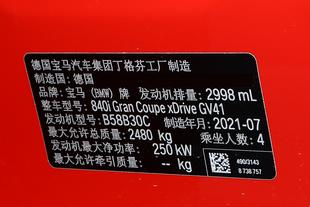 德国宝马汽车集团丁格芬工厂制造
制造国：德国
品牌：宝马（BMW）牌 发动机排量：2998 mL
整车型号：840i Gran Coupe xDrive GV41
发动机型号：B58B30C 制造年月：2021-07
最大允许总质量：2480 kg 乘坐人数：4
发动机最大净功率：250 kW
最大允许牵引质量：-- kg
490/3143
8 738 757